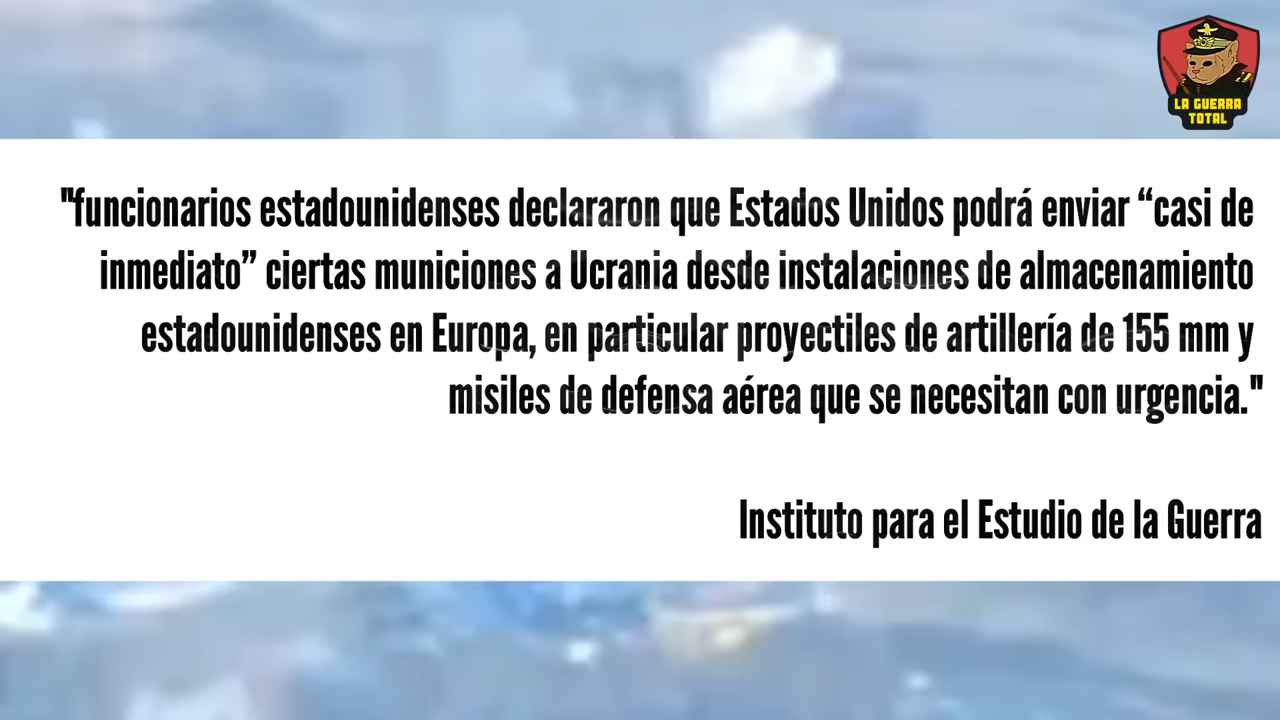 LA GUERRA
TOTAL
"funcionarios estadounidenses declararon que Estados Unidos podrá enviar “casi de
inmediato” ciertas municiones a Ucrania desde instalaciones de almacenamiento
estadounidenses en Europa, en particular proyectiles de artillería de 155 mm y
misiles de defensa aérea que se necesitan con urgencia."
Instituto para el Estudio de la Guerra